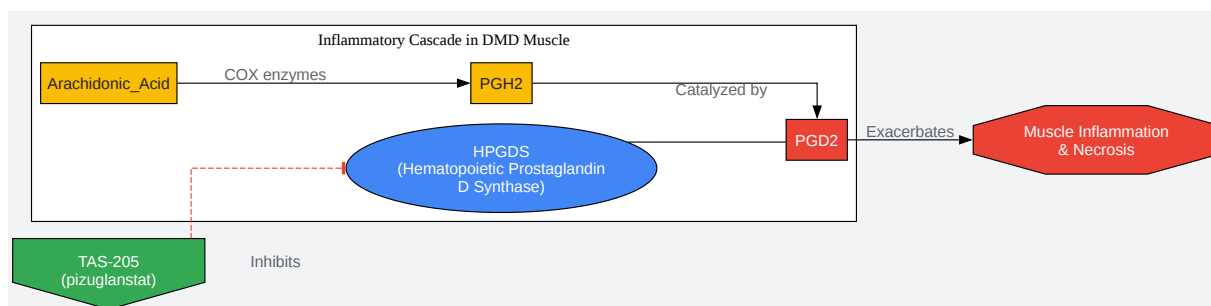 Inflammatory Cascade in DMD Muscle
Arachidonic_Acid
COX enzymes
PGH2
Catalyzed by
HPGDS
(Hematopoietic Prostaglandin
D Synthase)
PGD2
Exacerbates
Muscle Inflammation
& Necrosis
TAS-205
(pizuglanstat)
Inhibits